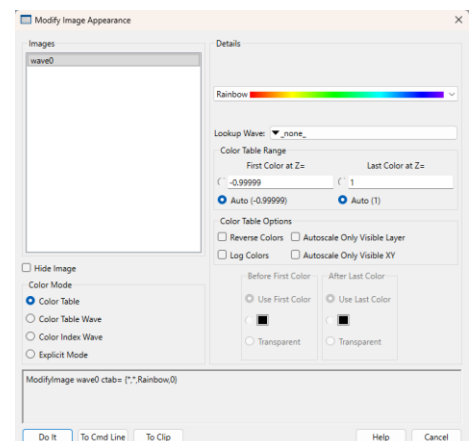 Modify Image Appearance
Images
wave0
Hide Image
Color Mode
Color Table
Color Table Wave
Color Index Wave
Explicit Mode
Details
Rainbow
Lookup Wave: _none_
Color Table Range
First Color at Z= Last Color at Z=
-0.99999 1
Auto (-0.99999) Auto (1)
Color Table Options
Reverse Colors Autoscale Only Visible Layer
Log Colors Autoscale Only Visible XY
Before First Color After Last Color
Use First Color Use Last Color
Transparent Transparent
ModifyImage wave0 ctab= {*,*,Rainbow,0}
Do It To Cmd Line To Clip Help Cancel